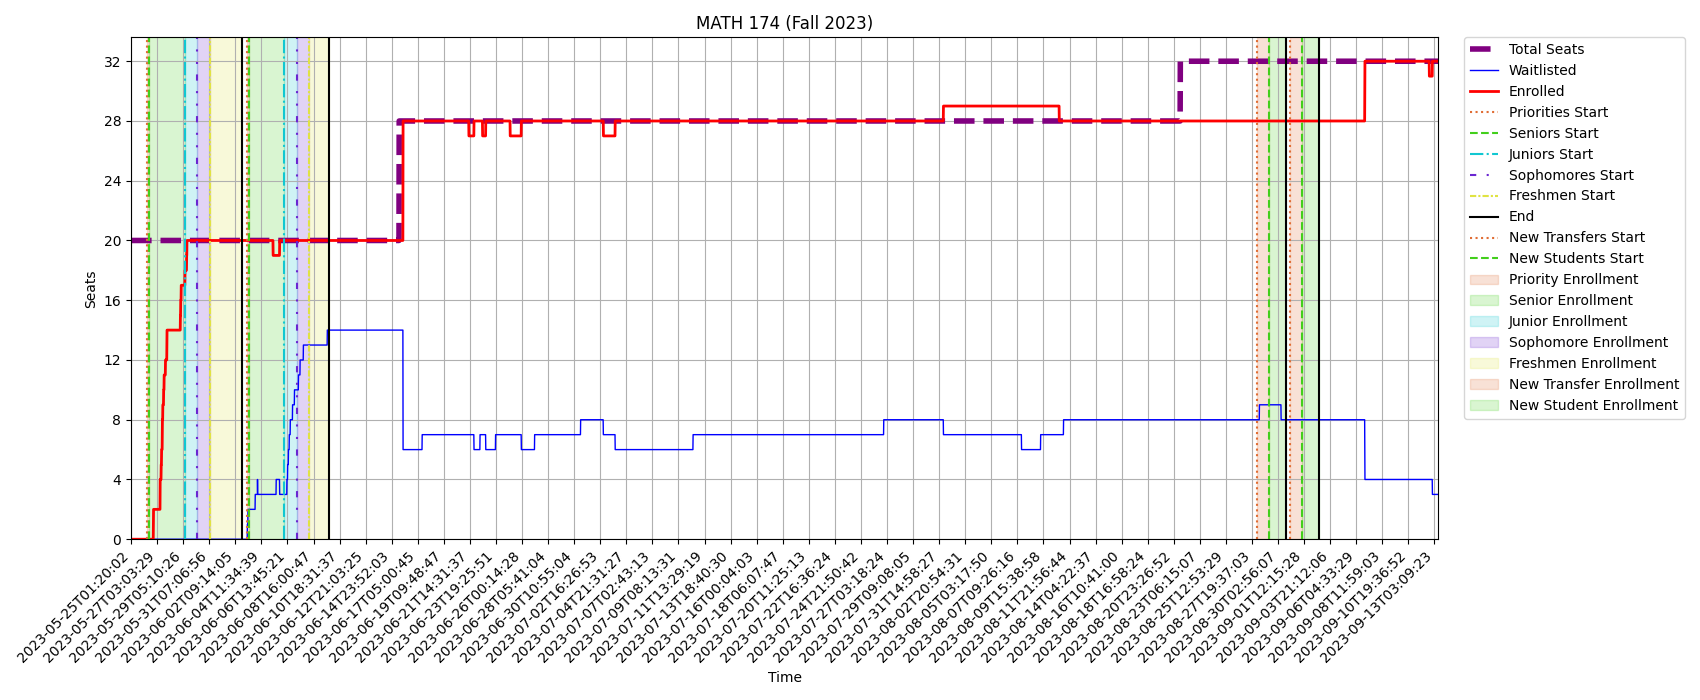 MATH 174 (Fall 2023)
Seats
32
28
24
20
16
12
8
4
0
2023-05-25T01:20:02
2023-05-27T03:03:29
2023-05-29T05:10:26
2023-05-31T07:06:56
2023-06-02T09:14:05
2023-06-04T11:34:39
2023-06-06T13:45:21
2023-06-08T16:00:47
2023-06-10T18:31:37
2023-06-12T21:03:25
2023-06-14T23:52:03
2023-06-17T05:00:45
2023-06-19T09:48:47
2023-06-21T14:31:37
2023-06-23T19:25:51
2023-06-26T00:14:28
2023-06-28T05:41:04
2023-06-30T10:55:04
2023-07-02T16:26:53
2023-07-04T21:31:27
2023-07-07T02:43:13
2023-07-09T08:13:31
2023-07-11T13:29:19
2023-07-13T18:40:30
2023-07-16T00:04:03
2023-07-18T06:07:47
2023-07-20T11:25:13
2023-07-22T16:36:24
2023-07-24T21:50:42
2023-07-27T03:18:24
2023-07-29T09:08:05
2023-07-31T14:58:27
2023-08-02T20:54:31
2023-08-05T03:17:50
2023-08-07T09:26:16
2023-08-09T15:38:58
2023-08-11T21:56:44
2023-08-14T04:22:37
2023-08-16T10:41:00
2023-08-18T16:58:24
2023-08-20T23:26:52
2023-08-23T06:15:07
2023-08-25T12:53:29
2023-08-27T19:37:03
2023-08-30T02:56:07
2023-09-01T12:15:28
2023-09-03T21:12:06
2023-09-06T04:33:29
2023-09-08T11:59:03
2023-09-10T19:36:52
2023-09-13T03:09:23
Time
Total Seats
Waitlisted
Enrolled
Priorities Start
Seniors Start
Juniors Start
Sophomores Start
Freshmen Start
End
New Transfers Start
New Students Start
Priority Enrollment
Senior Enrollment
Junior Enrollment
Sophomore Enrollment
Freshmen Enrollment
New Transfer Enrollment
New Student Enrollment